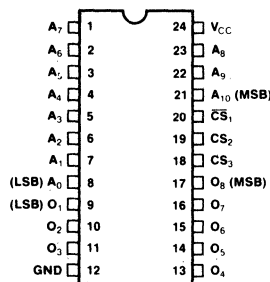 A₇ 1 24 V_CC
A₆ 2 23 A₈
A₅ 3 22 A₉
A₄ 4 21 A₁₀ (MSB)
A₃ 5 20 C̅S̅₁
A₂ 6 19 CS₂
A₁ 7 18 CS₃
(LSB) A₀ 8 17 O₈ (MSB)
(LSB) O₁ 9 16 O₇
O₂ 10 15 O₆
O₃ 11 14 O₅
GND 12 13 O₄